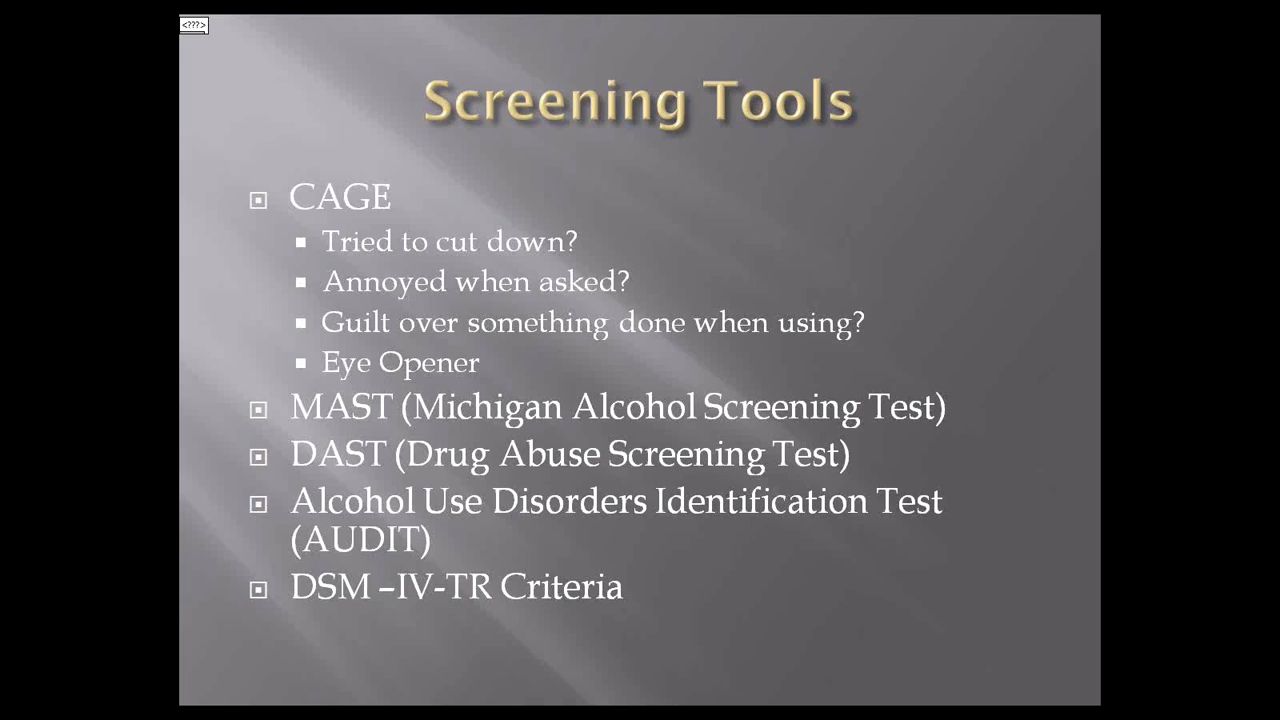 <???>
Screening Tools
CAGE
Tried to cut down?
Annoyed when asked?
Guilt over something done when using?
Eye Opener
MAST (Michigan Alcohol Screening Test)
DAST (Drug Abuse Screening Test)
Alcohol Use Disorders Identification Test
(AUDIT)
DSM –IV-TR Criteria